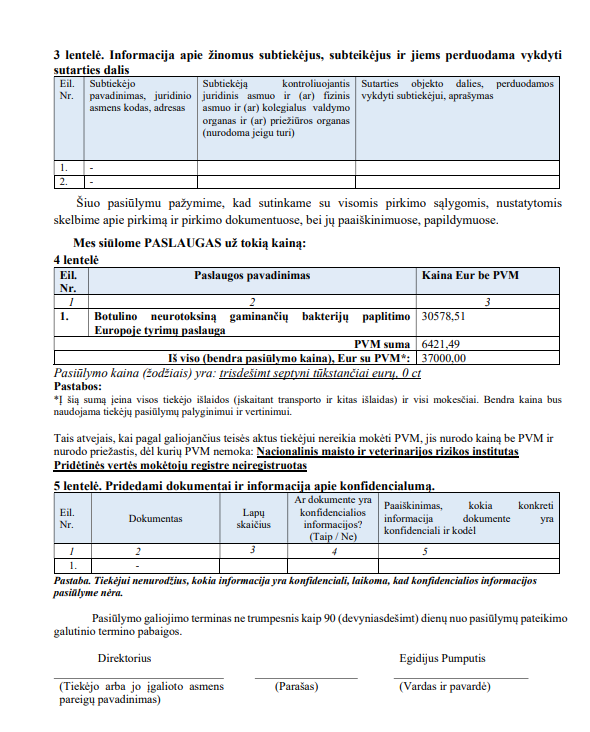 3 lentelė. Informacija apie žinomus subtiekėjus, subteikėjus ir jiems perduodama vykdyti
sutarties dalis
Eil.
Nr.
Subtiekėjo
pavadinimas, juridinio
asmens kodas, adresas
Subtiekėją kontroliuojantis
juridinis asmuo ir (ar) fizinis
asmuo ir (ar) kolegialus valdymo
organas ir (ar) priežiūros organas
(nurodoma jeigu turi)
Sutarties objekto dalies, perduodamos
vykdyti subtiekėjui, aprašymas
1. -
2. -
Šiuo pasiūlymu pažymime, kad sutinkame su visomis pirkimo sąlygomis, nustatytomis
skelbime apie pirkimą ir pirkimo dokumentuose, bei jų paaiškinimuose, papildymuose.
Mes siūlome PASLAUGAS už tokią kainą:
4 lentelė
Eil.
Nr.
Paslaugos pavadinimas
Kaina Eur be PVM
1 2 3
1. Botulino neurotoksiną gaminančių bakterijų paplitimo 30578,51
Europoje tyrimų paslauga
PVM suma 6421,49
Iš viso (bendra pasiūlymo kaina), Eur su PVM*: 37000,00
Pasiūlymo kaina (žodžiais) yra: trisdešimt septyni tūkstančiai eurų, 0 ct
Pastabos:
*Į šią sumą įeina visos tiekėjo išlaidos (įskaitant transporto ir kitas išlaidas) ir visi mokesčiai. Bendra kaina bus
naudojama tiekėjų pasiūlymų palyginimui ir vertinimui.
Tais atvejais, kai pagal galiojančius teisės aktus tiekėjui nereikia mokėti PVM, jis nurodo kainą be PVM ir
nurodo priežastis, dėl kurių PVM nemoka: Nacionalinis maisto ir veterinarijos rizikos institutas
Pridėtinės vertės mokėtojų registre neįregistruotas
5 lentelė. Pridedami dokumentai ir informacija apie konfidencialumą.
Eil.
Nr.
Dokumentas
Lapų
skaičius
Ar dokumente yra
konfidencialios
informacijos?
(Taip / Ne)
Paaiškinimas, kokia konkreti
informacija dokumente yra
konfidenciali ir kodėl
1 2 3 4 5
1. -
Pastaba. Tiekėjui nenurodžius, kokia informacija yra konfidenciali, laikoma, kad konfidencialios informacijos
pasiūlyme nėra.
Pasiūlymo galiojimo terminas ne trumpesnis kaip 90 (devyniasdešimt) dienų nuo pasiūlymų pateikimo
galutinio termino pabaigos.
Direktorius Egidijus Pumputis
(Tiekėjo arba jo įgalioto asmens (Parašas) (Vardas ir pavardė)
pareigų pavadinimas)